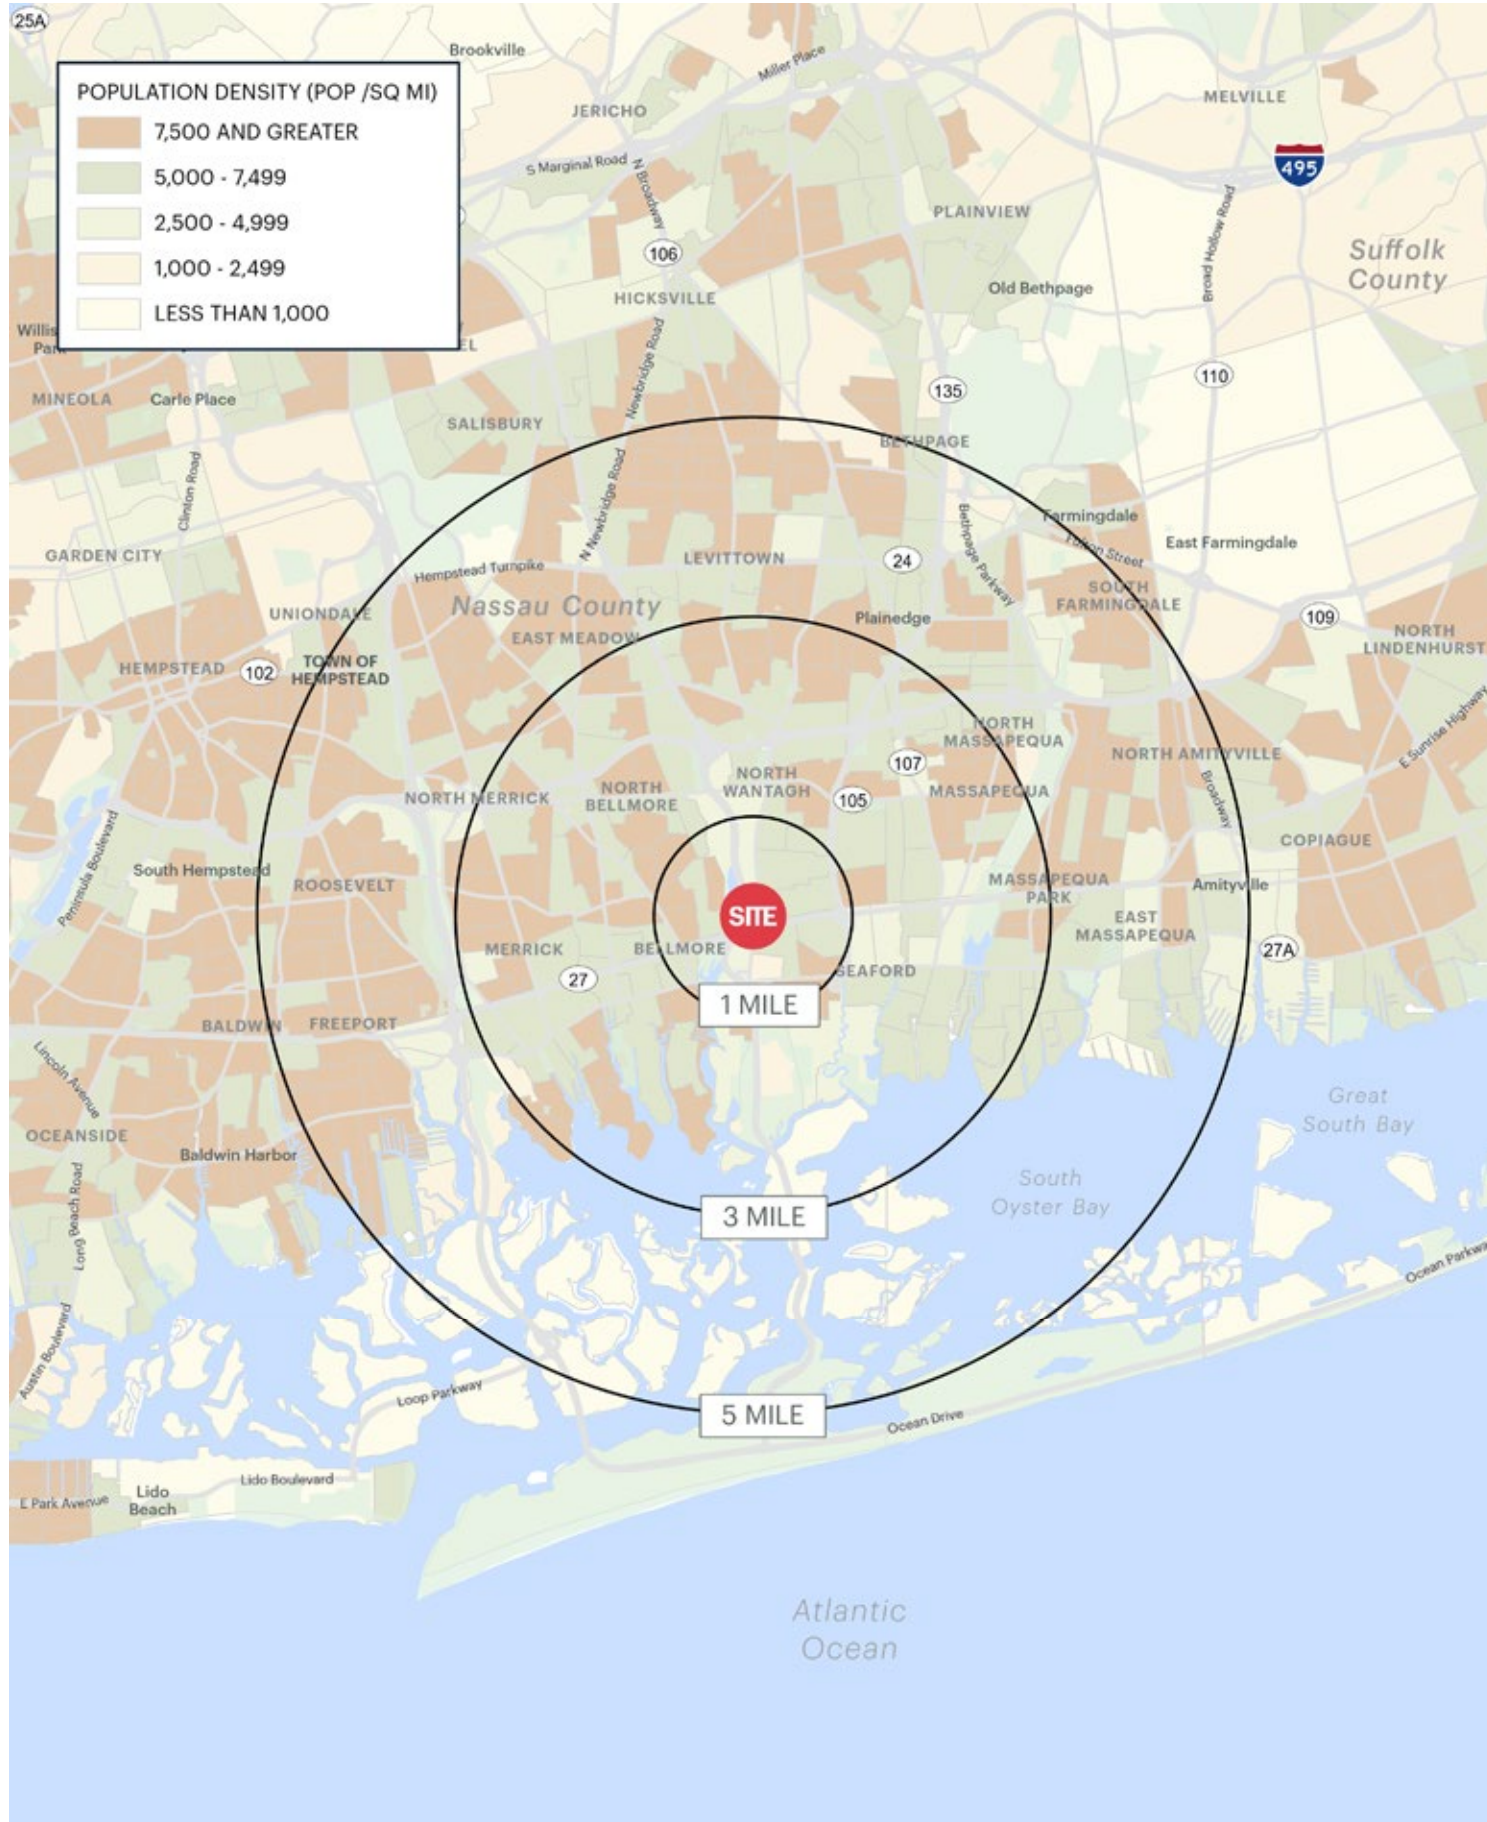 25A
Brookville
Miller Place
POPULATION DENSITY (POP /SQ MI)
7,500 AND GREATER
5,000 - 7,499
2,500 - 4,999
1,000 - 2,499
LESS THAN 1,000
JERICHO
MELVILLE
S Marginal Road
N Broadway
495
PLAINVIEW
Broad Hollow Road
106
Suffolk
County
HICKSVILLE
Old Bethpage
Willis
Park
EL
Newbridge Road
MINEOLA
Carle Place
110
135
SALISBURY
BETHPAGE
Clinton Road
N Newbridge Road
Bethpage Parkway
Farmingdale
Fulton Street
East Farmingdale
GARDEN CITY
Hempstead Turnpike
LEVITTOWN
24
SOUTH
FARMINGDALE
UNIONDALE
Nassau County
Plainedge
109
EAST MEADOW
NORTH
LINDENHURST
HEMPSTEAD
102
TOWN OF
HEMPSTEAD
E Sunrise Highway
NORTH
MASSAPEQUA
107
NORTH AMITYVILLE
NORTH
WANTAGH
NORTH MERRICK
NORTH
BELLMORE
105
MASSAPEQUA
Broadway
Peninsula Boulevard
COPIAGUE
South Hempstead
ROOSEVELT
MASSAPEQUA
PARK
Amityville
SITE
EAST
MASSAPEQUA
MERRICK
BELLMORE
27A
27
SEAFORD
1 MILE
BALDWIN
FREEPORT
Lincoln Avenue
Great
South Bay
OCEANSIDE
Baldwin Harbor
South
Oyster Bay
Long Beach Road
3 MILE
Ocean Parkway
Austin Boulevard
Loop Parkway
5 MILE
Ocean Drive
Lido Boulevard
E Park Avenue
Lido
Beach
Atlantic
Ocean